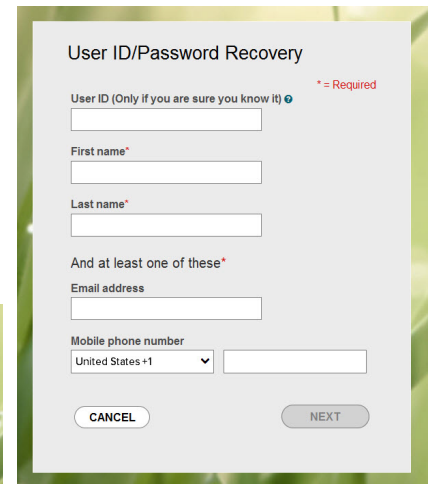 User ID/Password Recovery
* = Required
User ID (Only if you are sure you know it) ?
First name*
Last name*
And at least one of these*
Email address
Mobile phone number
United States +1
CANCEL
NEXT